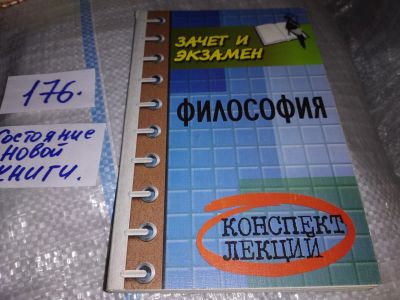 ЗАЧЕТ И
ЭКЗАМЕН
ФИЛОСОФИЯ
КОНСПЕКТ
ЛЕКЦИЙ
176.
Состояние
новой
книги.